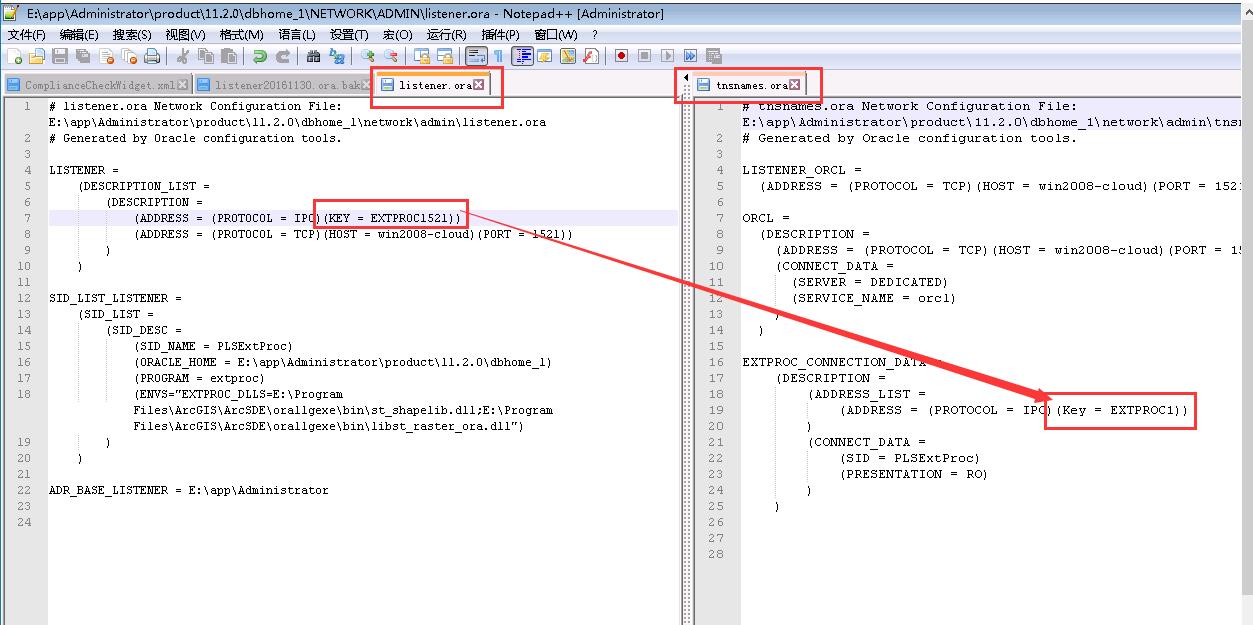 E:\app\Administrator\product\11.2.0\dbhome_1\NETWORK\ADMIN\listener.ora - Notepad++ [Administrator]
文件(F) 编辑(E) 搜索(S) 视图(V) 格式(M) 语言(L) 设置(T) 宏(O) 运行(R) 插件(P) 窗口(W) ?
ComplianceCheckWidget.xml listener20161130.ora.bak listener.ora
1 # listener.ora Network Configuration File:
E:\app\Administrator\product\11.2.0\dbhome_1\network\admin\listener.ora
2 # Generated by Oracle configuration tools.
3
4 LISTENER =
5 (DESCRIPTION_LIST =
6 (DESCRIPTION =
7 (ADDRESS = (PROTOCOL = IPC)(KEY = EXTPROC1521))
8 (ADDRESS = (PROTOCOL = TCP)(HOST = win2008-cloud)(PORT = 1521))
9 )
10 )
11
12 SID_LIST_LISTENER =
13 (SID_LIST =
14 (SID_DESC =
15 (SID_NAME = PLSExtProc)
16 (ORACLE_HOME = E:\app\Administrator\product\11.2.0\dbhome_1)
17 (PROGRAM = extproc)
18 (ENVS="EXTPROC_DLLS=E:\Program
Files\ArcGIS\ArcSDE\orallgexe\bin\st_shapelib.dll;E:\Program
Files\ArcGIS\ArcSDE\orallgexe\bin\libst_raster_ora.dll")
19 )
20 )
21
22 ADR_BASE_LISTENER = E:\app\Administrator
23
24
tnsnames.ora
1 # tnsnames.ora Network Configuration File:
E:\app\Administrator\product\11.2.0\dbhome_1\network\admin\tnsn
2 # Generated by Oracle configuration tools.
3
4 LISTENER_ORCL =
5 (ADDRESS = (PROTOCOL = TCP)(HOST = win2008-cloud)(PORT = 1521
6
7 ORCL =
8 (DESCRIPTION =
9 (ADDRESS = (PROTOCOL = TCP)(HOST = win2008-cloud)(PORT = 15
10 (CONNECT_DATA =
11 (SERVER = DEDICATED)
12 (SERVICE_NAME = orcl)
13 )
14 )
15
16 EXTPROC_CONNECTION_DATA =
17 (DESCRIPTION =
18 (ADDRESS_LIST =
19 (ADDRESS = (PROTOCOL = IPC)(Key = EXTPROC1))
20 )
21 (CONNECT_DATA =
22 (SID = PLSExtProc)
23 (PRESENTATION = RO)
24 )
25 )
26
27
28